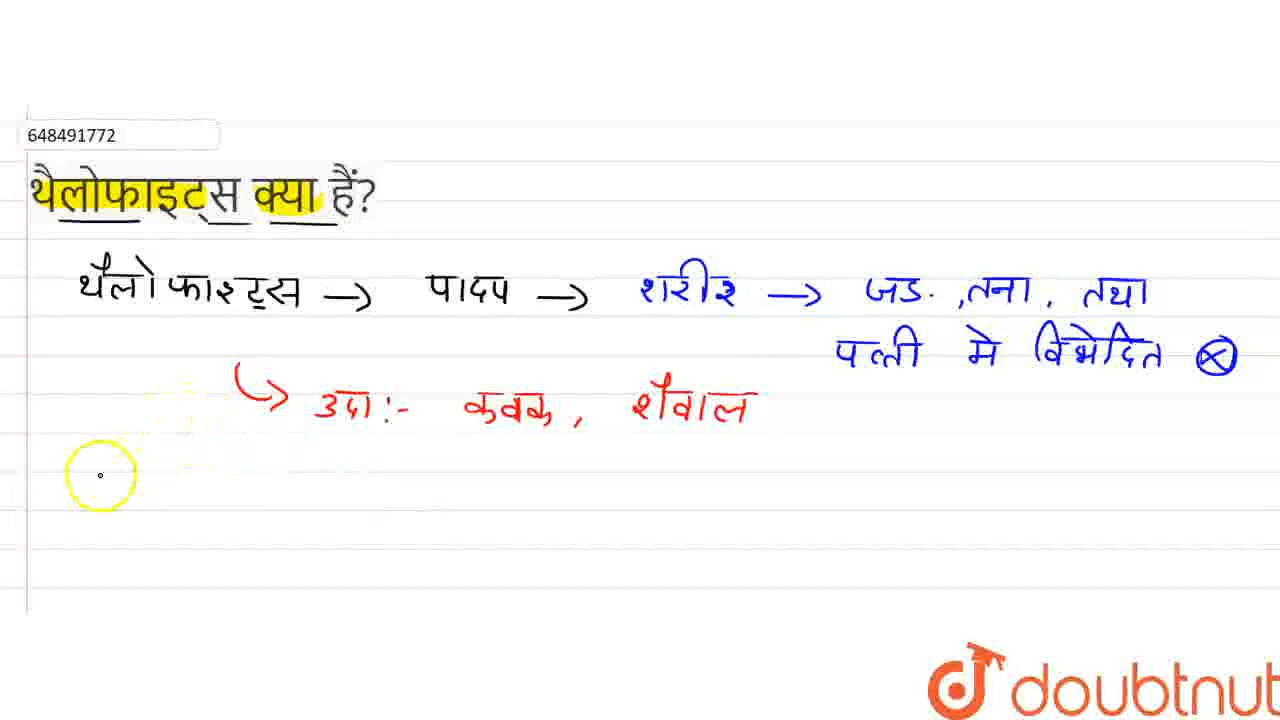 648491772
थैलोफाइट्स क्या हैं?
थैलोफाइट्स → पादप → शरीर → जड़, तना, तथा
पत्ती मे विभेदित ⊗
↳ उदा:- कवक, शैवाल
doubtnut